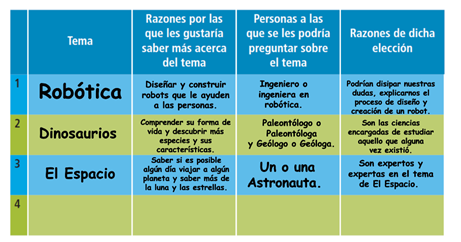 Tema
Razones por las
que les gustaría
saber más acerca
del tema
Personas a las
que se les podría
preguntar sobre
el tema
Razones de dicha
elección
1
Robótica
Diseñar y construir
robots que le ayuden
a las personas.
Ingeniero o
ingeniera en
robótica.
Podrían disipar nuestras
dudas, explicarnos el
proceso de diseño y
creación de un robot.
2
Dinosaurios
Comprender su forma de
vida y descubrir más
especies y sus
características.
Paleontólogo o
Paleontóloga
y Geólogo o Geóloga.
Son las ciencias
encargadas de estudiar
aquello que alguna
vez existió.
3
El Espacio
Saber si es posible
algún día viajar a algún
planeta y saber más de
la luna y las estrellas.
Un o una
Astronauta.
Son expertos y
expertas en el tema
de El Espacio.
4